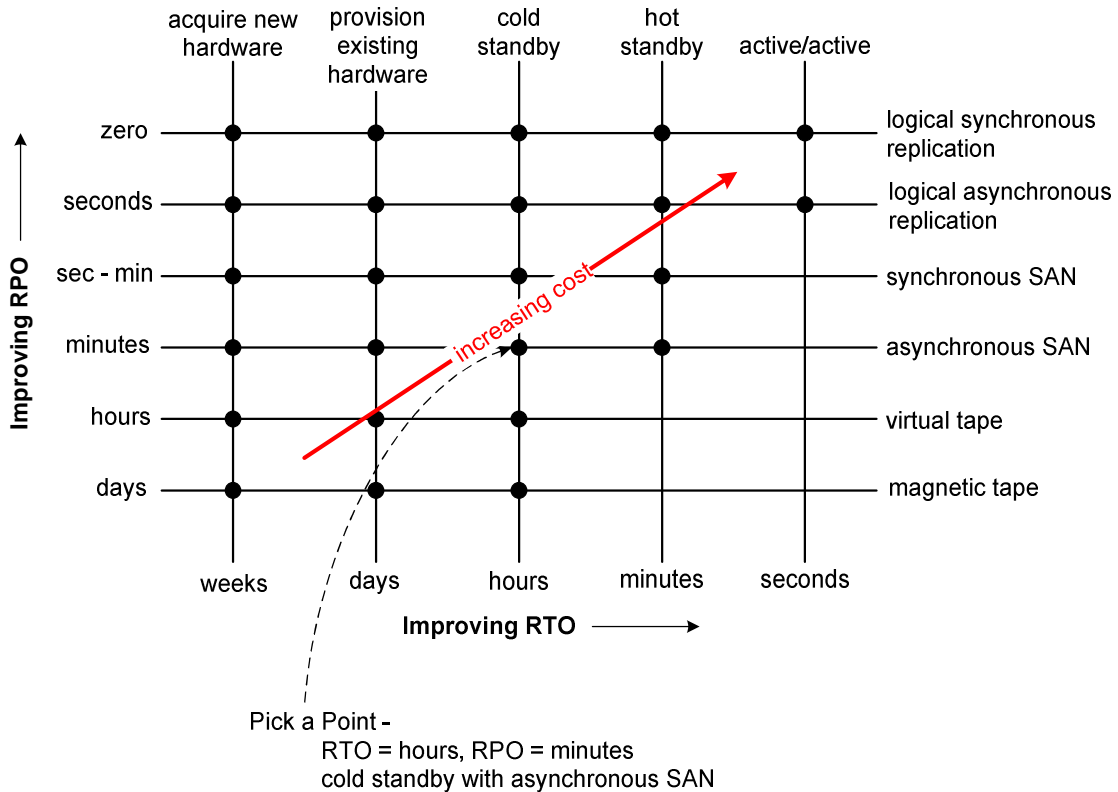 acquire new
hardware
provision
existing
hardware
cold
standby
hot
standby
active/active
zero
logical synchronous
replication
seconds
logical asynchronous
replication
sec - min
synchronous SAN
increasing cost
minutes
asynchronous SAN
hours
virtual tape
days
magnetic tape
Improving RPO
weeks
days
hours
minutes
seconds
Improving RTO
Pick a Point -
RTO = hours, RPO = minutes
cold standby with asynchronous SAN